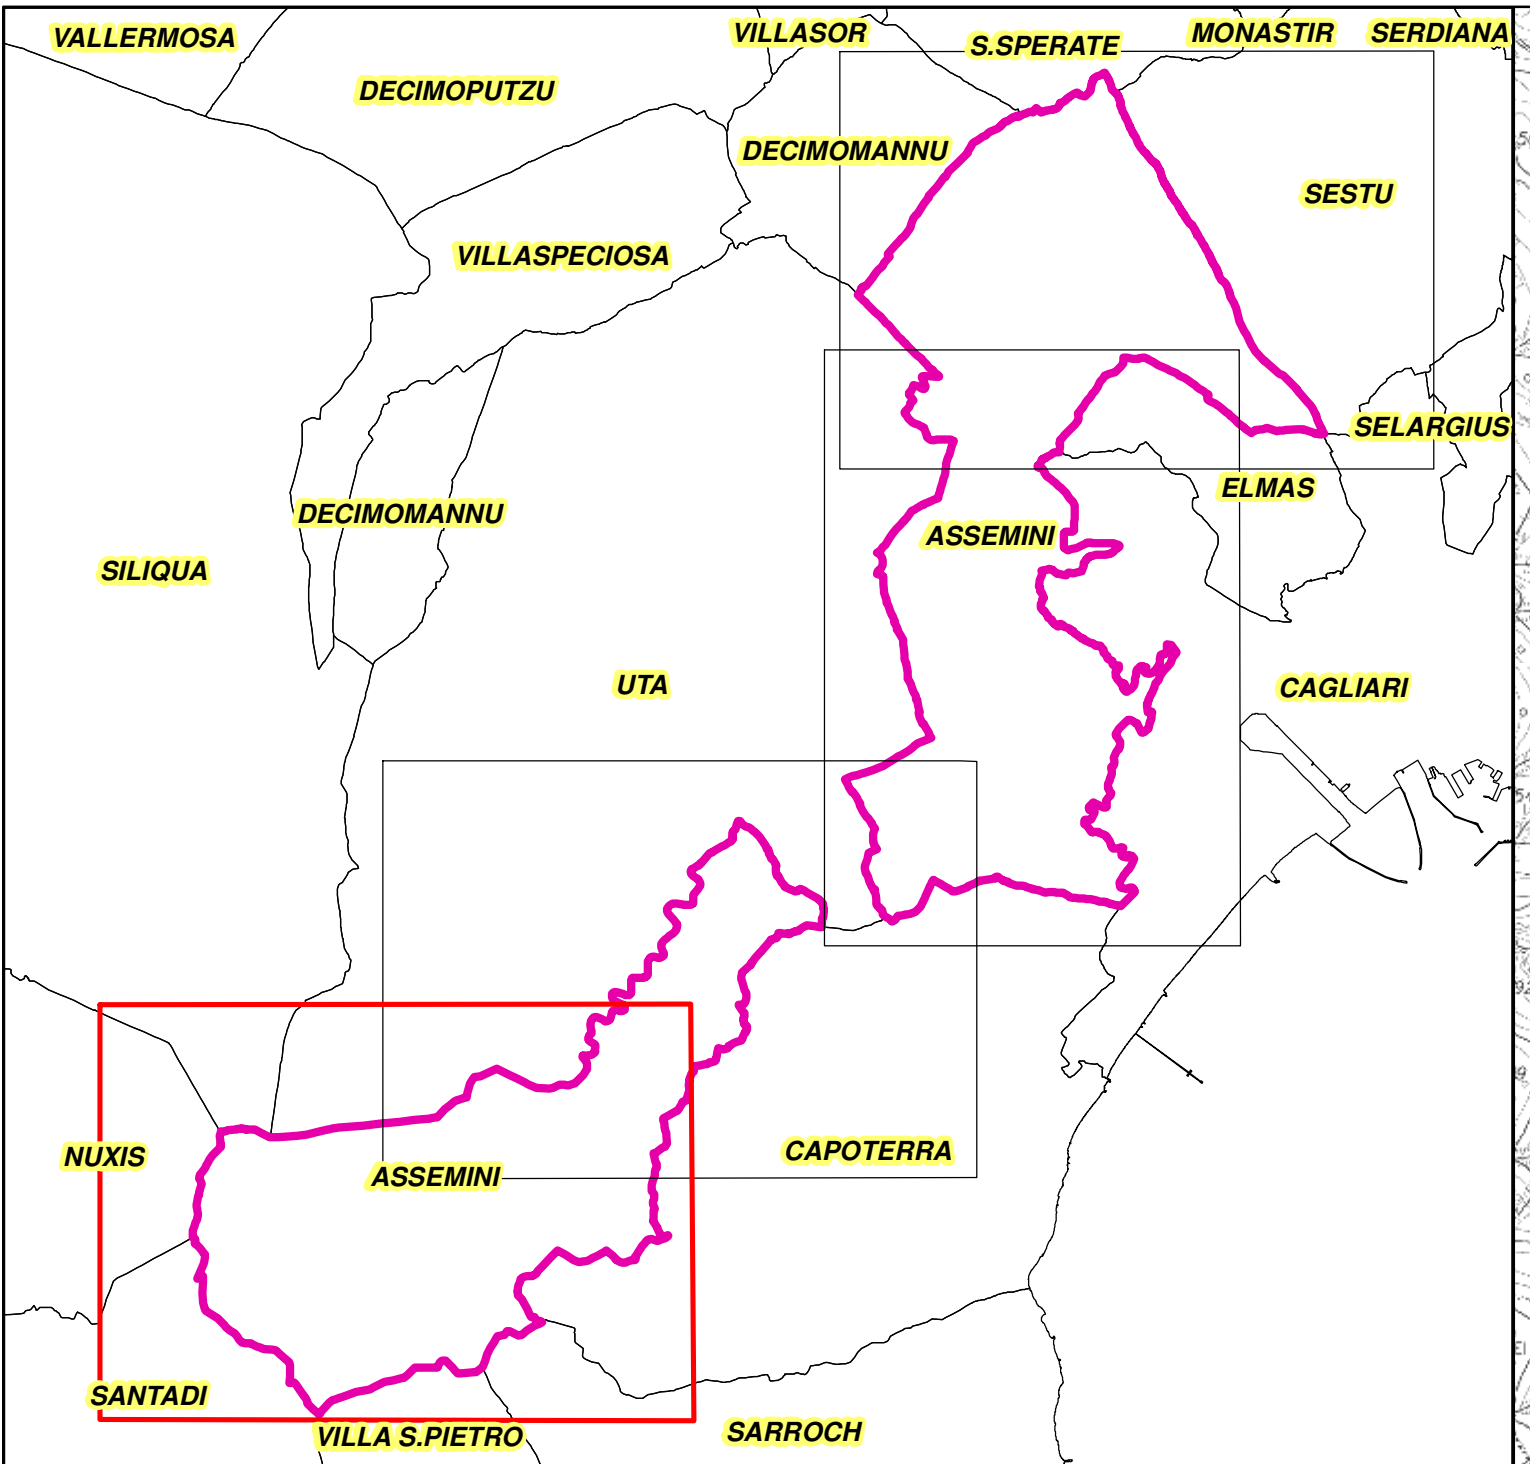 VALLERMOSA
VILLASOR
S.SPERATE
MONASTIR
SERDIANA
DECIMOPUTZU
DECIMOMANNU
SESTU
VILLASPECIOSA
SELARGIUS
ELMAS
DECIMOMANNU
ASSEMINI
SILIQUA
UTA
CAGLIARI
NUXIS
CAPOTERRA
ASSEMINI
SANTADI
VILLA S.PIETRO
SARROCH